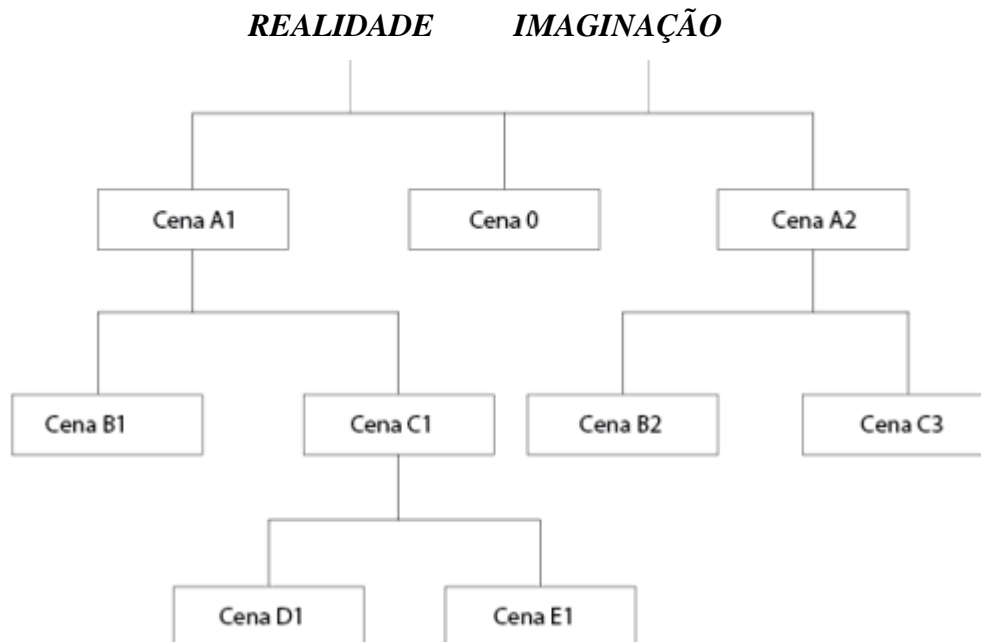 REALIDADE IMAGINAÇÃO
Cena A1 Cena 0 Cena A2
Cena B1 Cena C1 Cena B2 Cena C3
Cena D1 Cena E1